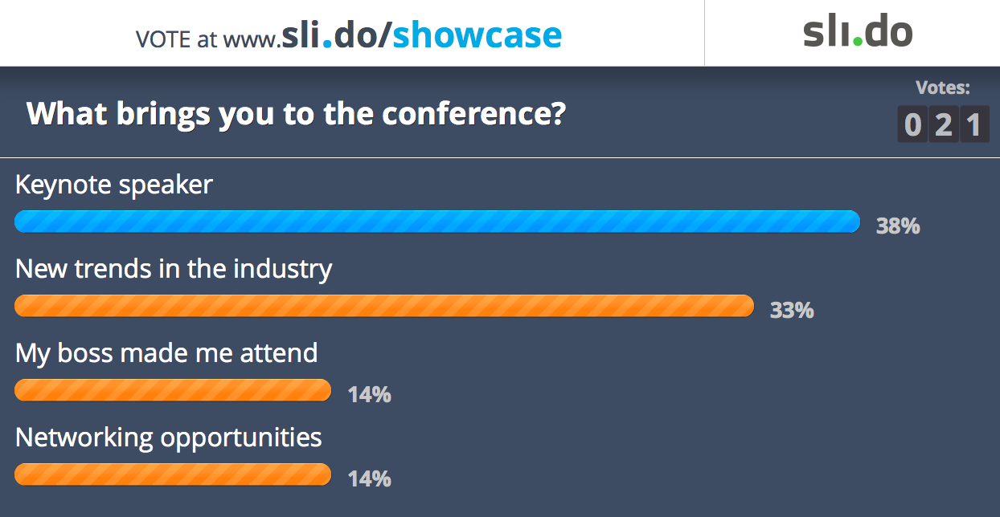 VOTE at www.sli.do/showcase
sli.do
What brings you to the conference?
Votes:
021
Keynote speaker
38%
New trends in the industry
33%
My boss made me attend
14%
Networking opportunities
14%